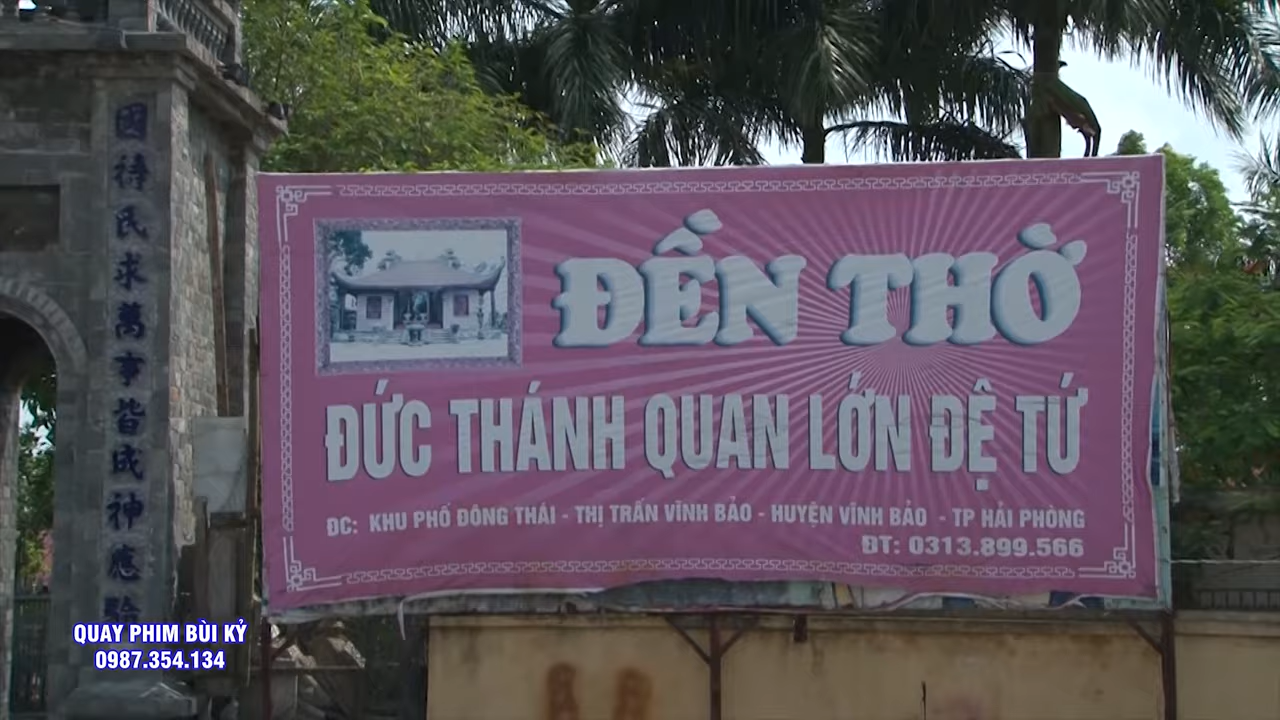 國禱民求萬事皆成神應驗
ĐỀN THỜ
ĐỨC THÁNH QUAN LỚN ĐỆ TỨ
ĐC: KHU PHỐ ĐÔNG THÁI - THỊ TRẤN VĨNH BẢO - HUYỆN VĨNH BẢO - TP HẢI PHÒNG
ĐT: 0313.899.566
QUAY PHIM BÙI KỶ
0987.354.134